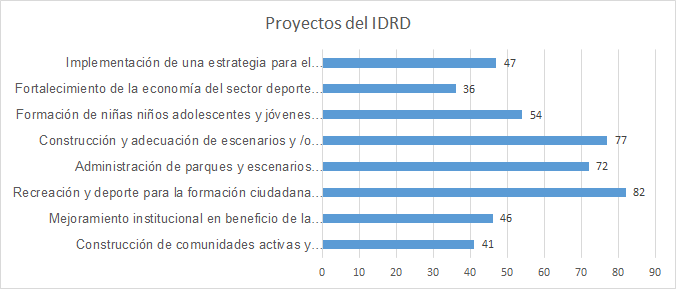 Proyectos del IDRD
Implementación de una estrategia para el... 47
Fortalecimiento de la economía del sector deporte... 36
Formación de niñas niños adolescentes y jóvenes... 54
Construcción y adecuación de escenarios y /o... 77
Administración de parques y escenarios... 72
Recreación y deporte para la formación ciudadana... 82
Mejoramiento institucional en beneficio de la... 46
Construcción de comunidades activas y... 41
0 10 20 30 40 50 60 70 80 90